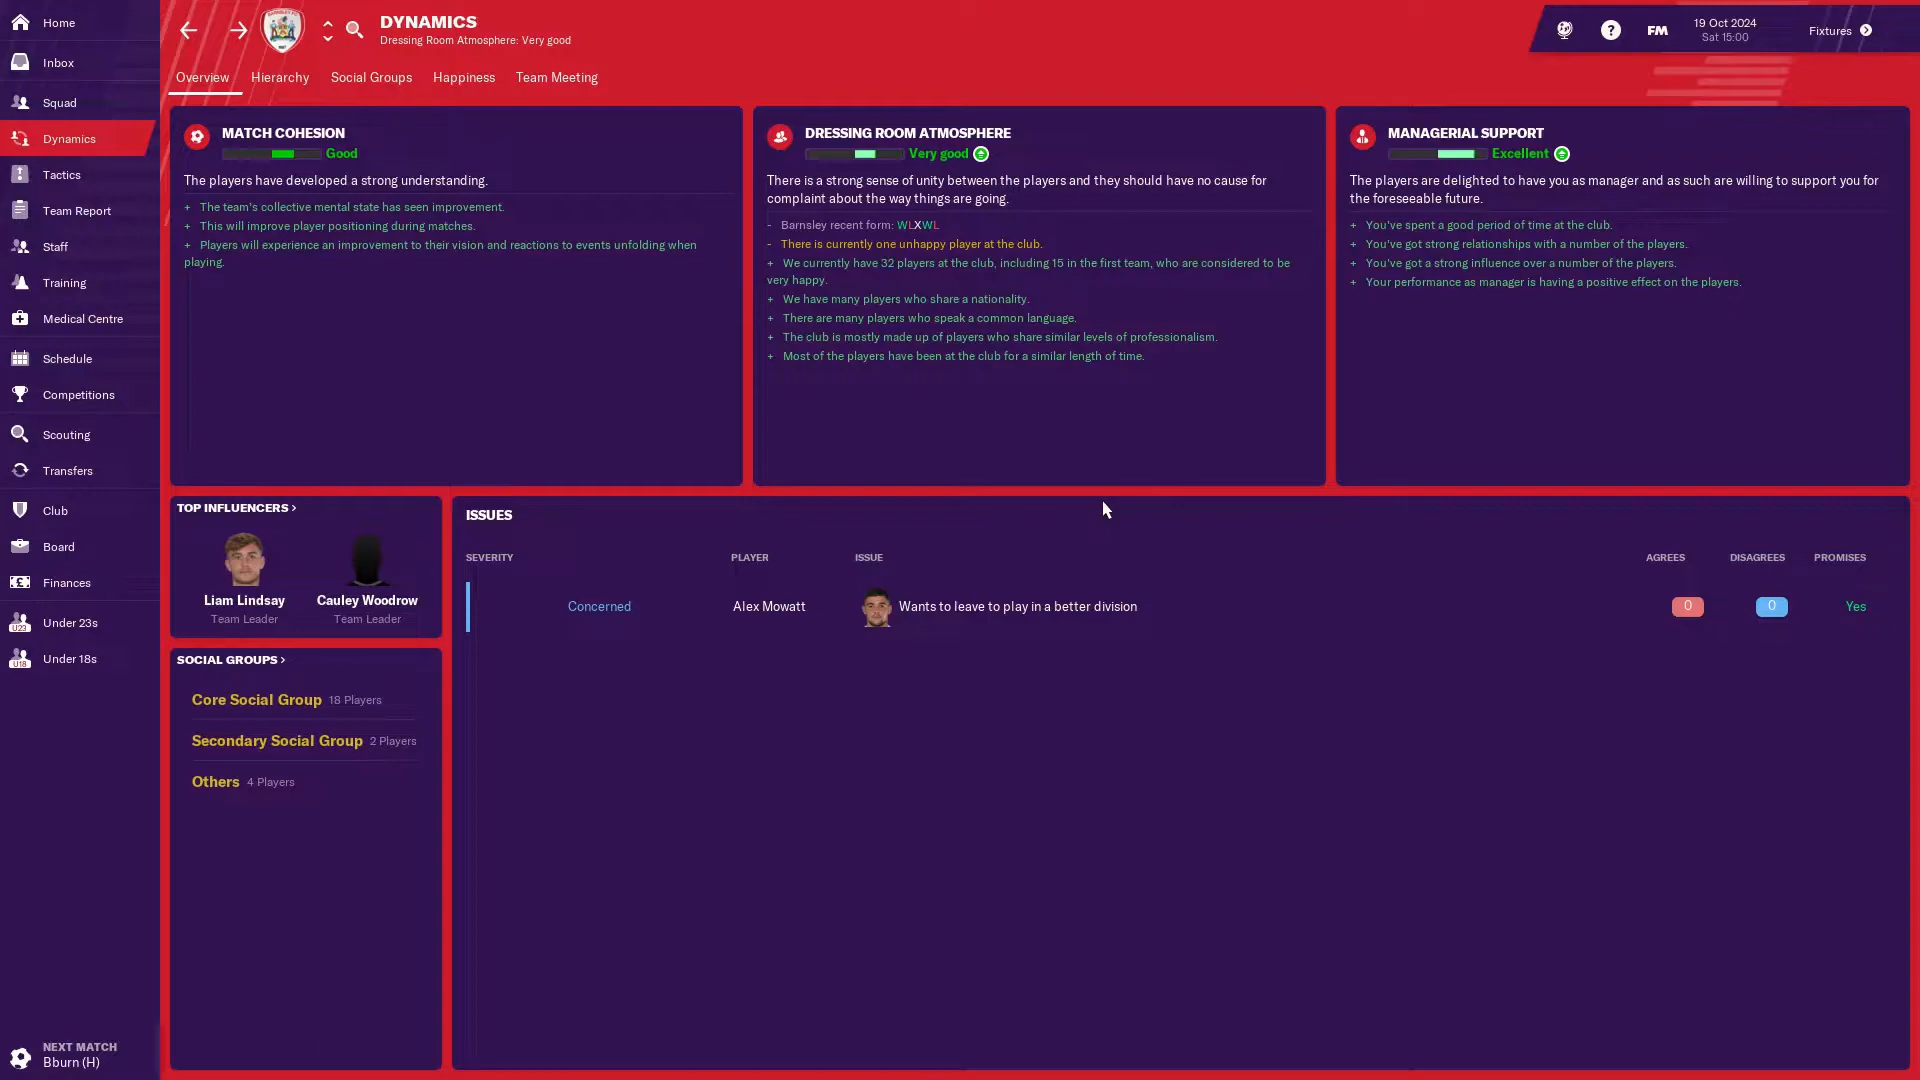 Home
Inbox
Squad
Dynamics
Tactics
Team Report
Staff
Training
Medical Centre
Schedule
Competitions
Scouting
Transfers
Club
Board
Finances
U23
Under 23s
U18
Under 18s
NEXT MATCH
Bburn (H)
DYNAMICS
Dressing Room Atmosphere: Very good
?
FM
19 Oct 2024
Sat 15:00
Fixtures
Overview
Hierarchy
Social Groups
Happiness
Team Meeting
MATCH COHESION
Good
The players have developed a strong understanding.
+ The team's collective mental state has seen improvement.
+ This will improve player positioning during matches.
+ Players will experience an improvement to their vision and reactions to events unfolding when
playing.
DRESSING ROOM ATMOSPHERE
Very good
There is a strong sense of unity between the players and they should have no cause for
complaint about the way things are going.
- Barnsley recent form: WLXWL
- There is currently one unhappy player at the club.
+ We currently have 32 players at the club, including 15 in the first team, who are considered to be
very happy.
+ We have many players who share a nationality.
+ There are many players who speak a common language.
+ The club is mostly made up of players who share similar levels of professionalism.
+ Most of the players have been at the club for a similar length of time.
MANAGERIAL SUPPORT
Excellent
The players are delighted to have you as manager and as such are willing to support you for
the foreseeable future.
+ You've spent a good period of time at the club.
+ You've got strong relationships with a number of the players.
+ You've got a strong influence over a number of the players.
+ Your performance as manager is having a positive effect on the players.
TOP INFLUENCERS >
Liam Lindsay
Team Leader
Cauley Woodrow
Team Leader
SOCIAL GROUPS >
Core Social Group 18 Players
Secondary Social Group 2 Players
Others 4 Players
ISSUES
SEVERITY PLAYER ISSUE AGREES DISAGREES PROMISES
Concerned Alex Mowatt Wants to leave to play in a better division 0 0 Yes